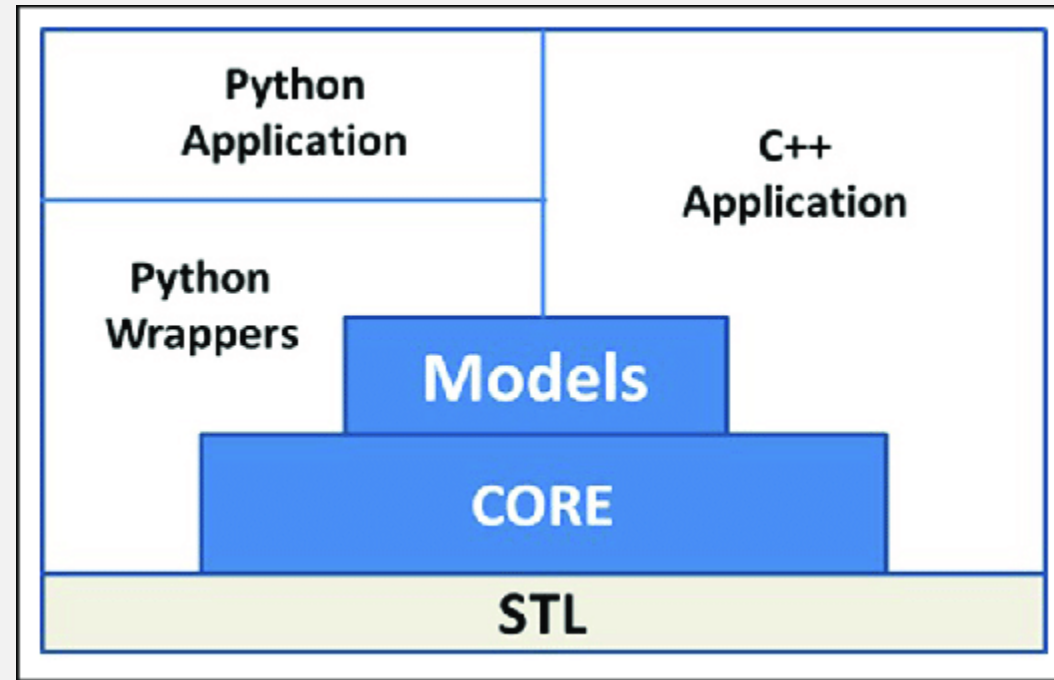 Python
Application
C++
Application
Python
Wrappers
Models
CORE
STL